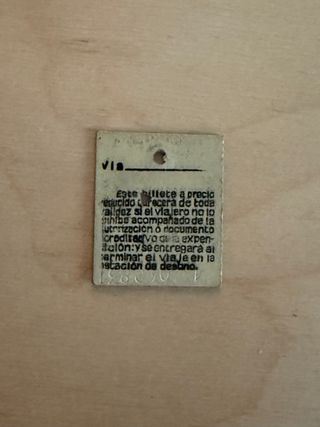 Vía
Este billete a precio
reducido carecerá de toda
validez si el viajero no lo
exhibe acompañado de la
autorización o documento
acreditativo de la expen-
dición; y se entregará al
terminar el viaje en la
estación de destino.